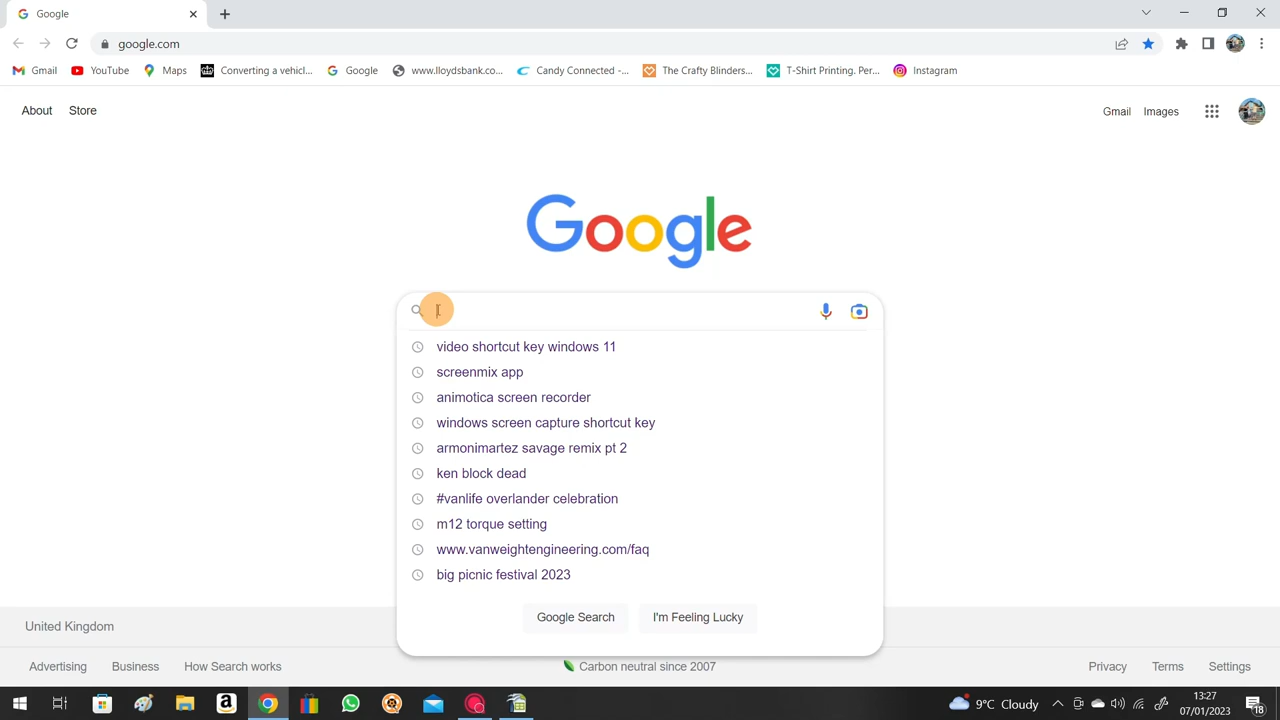 Google
google.com
Gmail YouTube Maps Converting a vehicl... Google www.lloydsbank.co... Candy Connected -... The Crafty Blinders... T-Shirt Printing. Per... Instagram
About Store Gmail Images
Google
video shortcut key windows 11
screenmix app
animotica screen recorder
windows screen capture shortcut key
armonimartez savage remix pt 2
ken block dead
#vanlife overlander celebration
m12 torque setting
www.vanweightengineering.com/faq
big picnic festival 2023
Google Search I'm Feeling Lucky
United Kingdom
Advertising Business How Search works Carbon neutral since 2007 Privacy Terms Settings
9°C Cloudy
13:27
07/01/2023
18